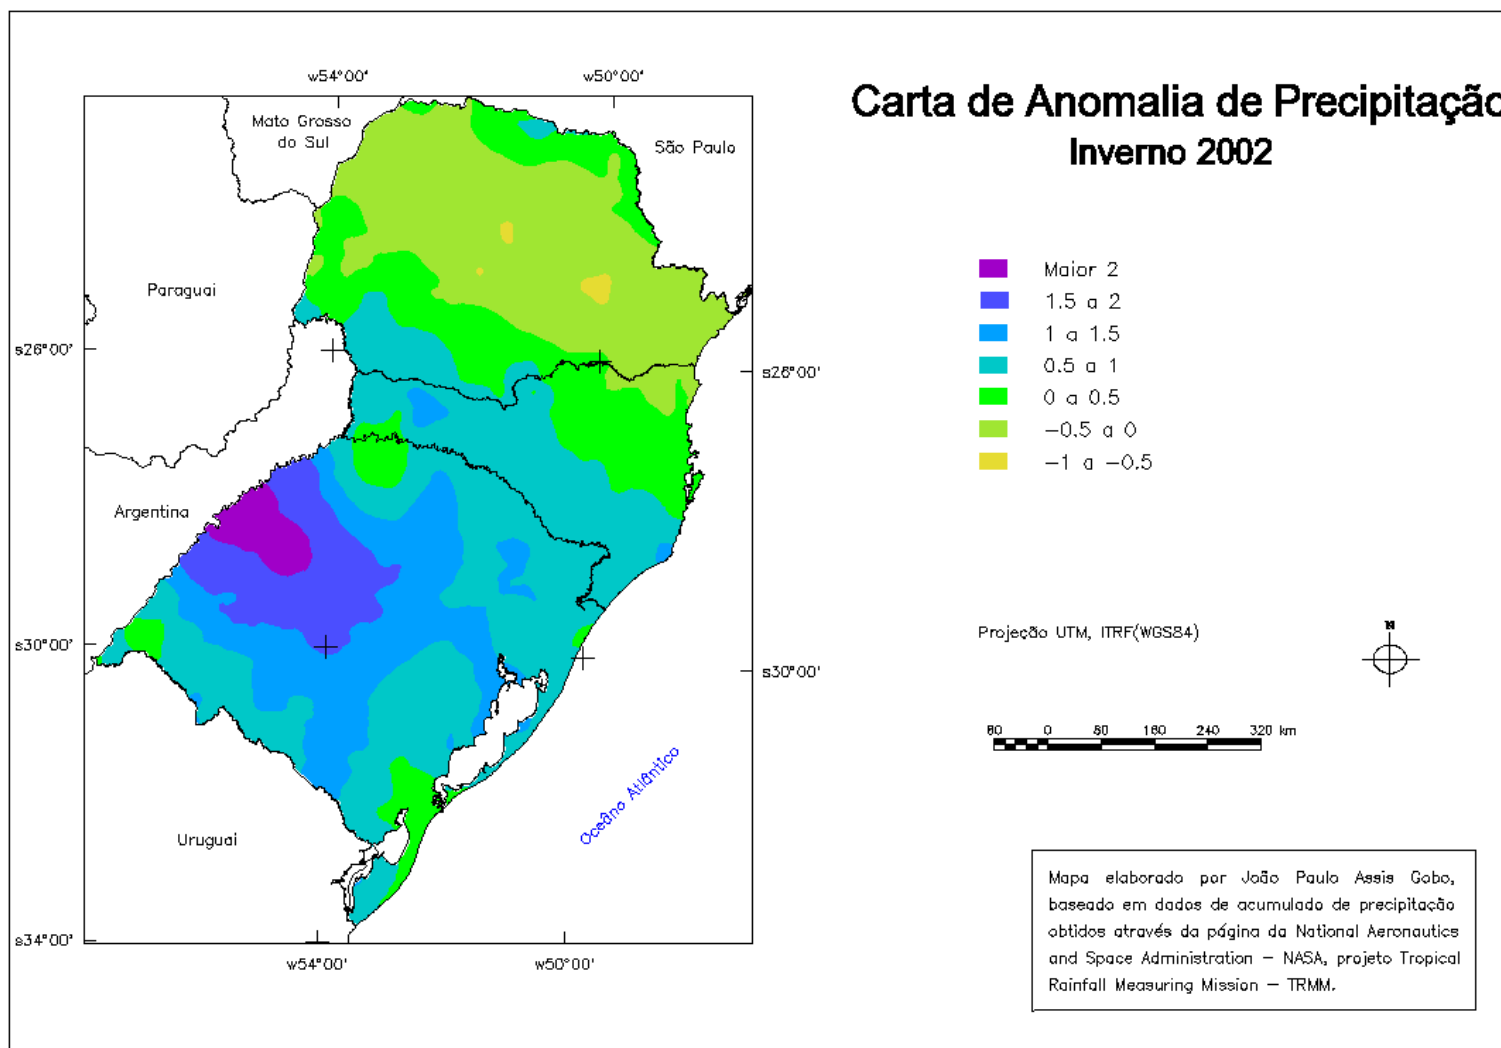 Carta de Anomalia de Precipitação
Inverno 2002
w54°00'
w50°00'
Mato Grosso
do Sul
São Paulo
Paraguai
s26°00'
s26°00'
Argentina
s30°00'
s30°00'
Uruguai
Oceâno Atlântico
s34°00'
w54°00'
w50°00'
Maior 2
1.5 a 2
1 a 1.5
0.5 a 1
0 a 0.5
-0.5 a 0
-1 a -0.5
Projeção UTM, ITRF(WGS84)
N
80 0 80 160 240 320 km
Mapa elaborado por João Paulo Assis Gobo,
baseado em dados de acumulado de precipitação
obtidos através da página da National Aeronautics
and Space Administration – NASA, projeto Tropical
Rainfall Measuring Mission – TRMM.